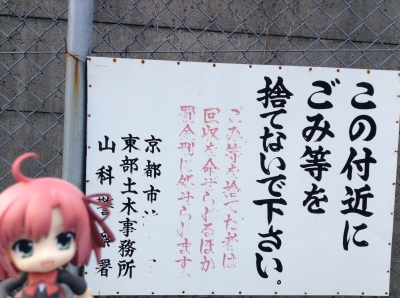 この付近に
ごみ等を
捨てないで下さい。
ごみ等を捨てた者は
回収を命ぜられるほか
罰金刑に処せられます。
京都市
東部土木事務所
山科警察署